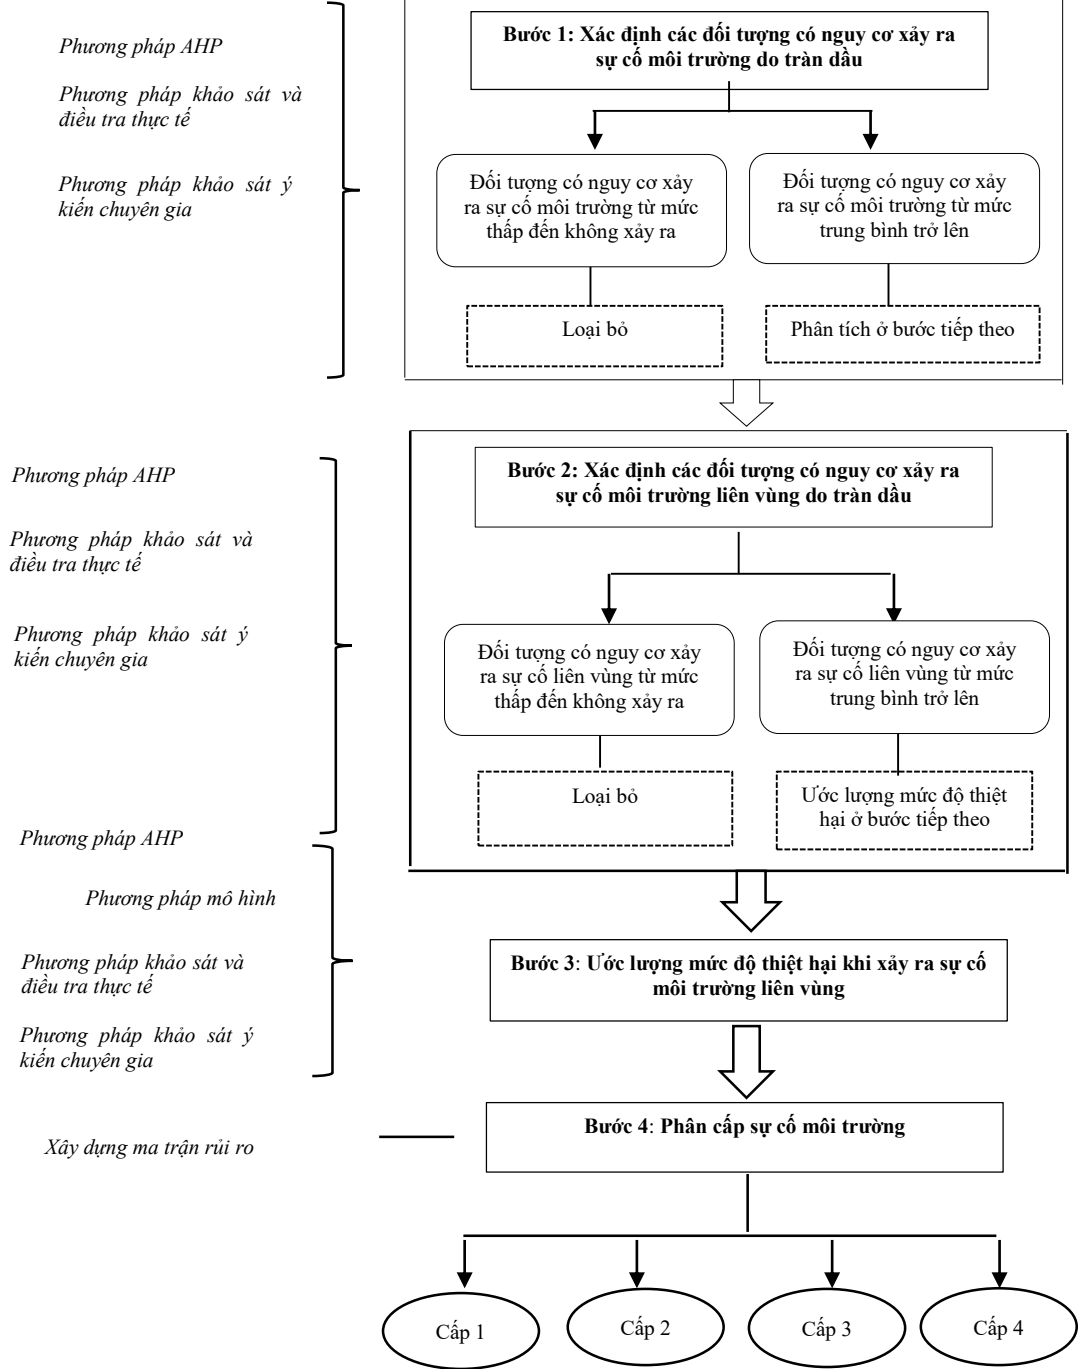 Phương pháp AHP
Phương pháp khảo sát và
điều tra thực tế
Phương pháp khảo sát ý
kiến chuyên gia
Bước 1: Xác định các đối tượng có nguy cơ xảy ra
sự cố môi trường do tràn dầu
Đối tượng có nguy cơ xảy
ra sự cố môi trường từ mức
thấp đến không xảy ra
Đối tượng có nguy cơ xảy
ra sự cố môi trường từ mức
trung bình trở lên
Loại bỏ
Phân tích ở bước tiếp theo
Phương pháp AHP
Phương pháp khảo sát và
điều tra thực tế
Phương pháp khảo sát ý
kiến chuyên gia
Bước 2: Xác định các đối tượng có nguy cơ xảy ra
sự cố môi trường liên vùng do tràn dầu
Đối tượng có nguy cơ xảy
ra sự cố liên vùng từ mức
thấp đến không xảy ra
Đối tượng có nguy cơ xảy
ra sự cố liên vùng từ mức
trung bình trở lên
Loại bỏ
Ước lượng mức độ thiệt
hại ở bước tiếp theo
Phương pháp AHP
Phương pháp mô hình
Phương pháp khảo sát và
điều tra thực tế
Phương pháp khảo sát ý
kiến chuyên gia
Bước 3: Ước lượng mức độ thiệt hại khi xảy ra sự cố
môi trường liên vùng
Xây dựng ma trận rủi ro
Bước 4: Phân cấp sự cố môi trường
Cấp 1
Cấp 2
Cấp 3
Cấp 4